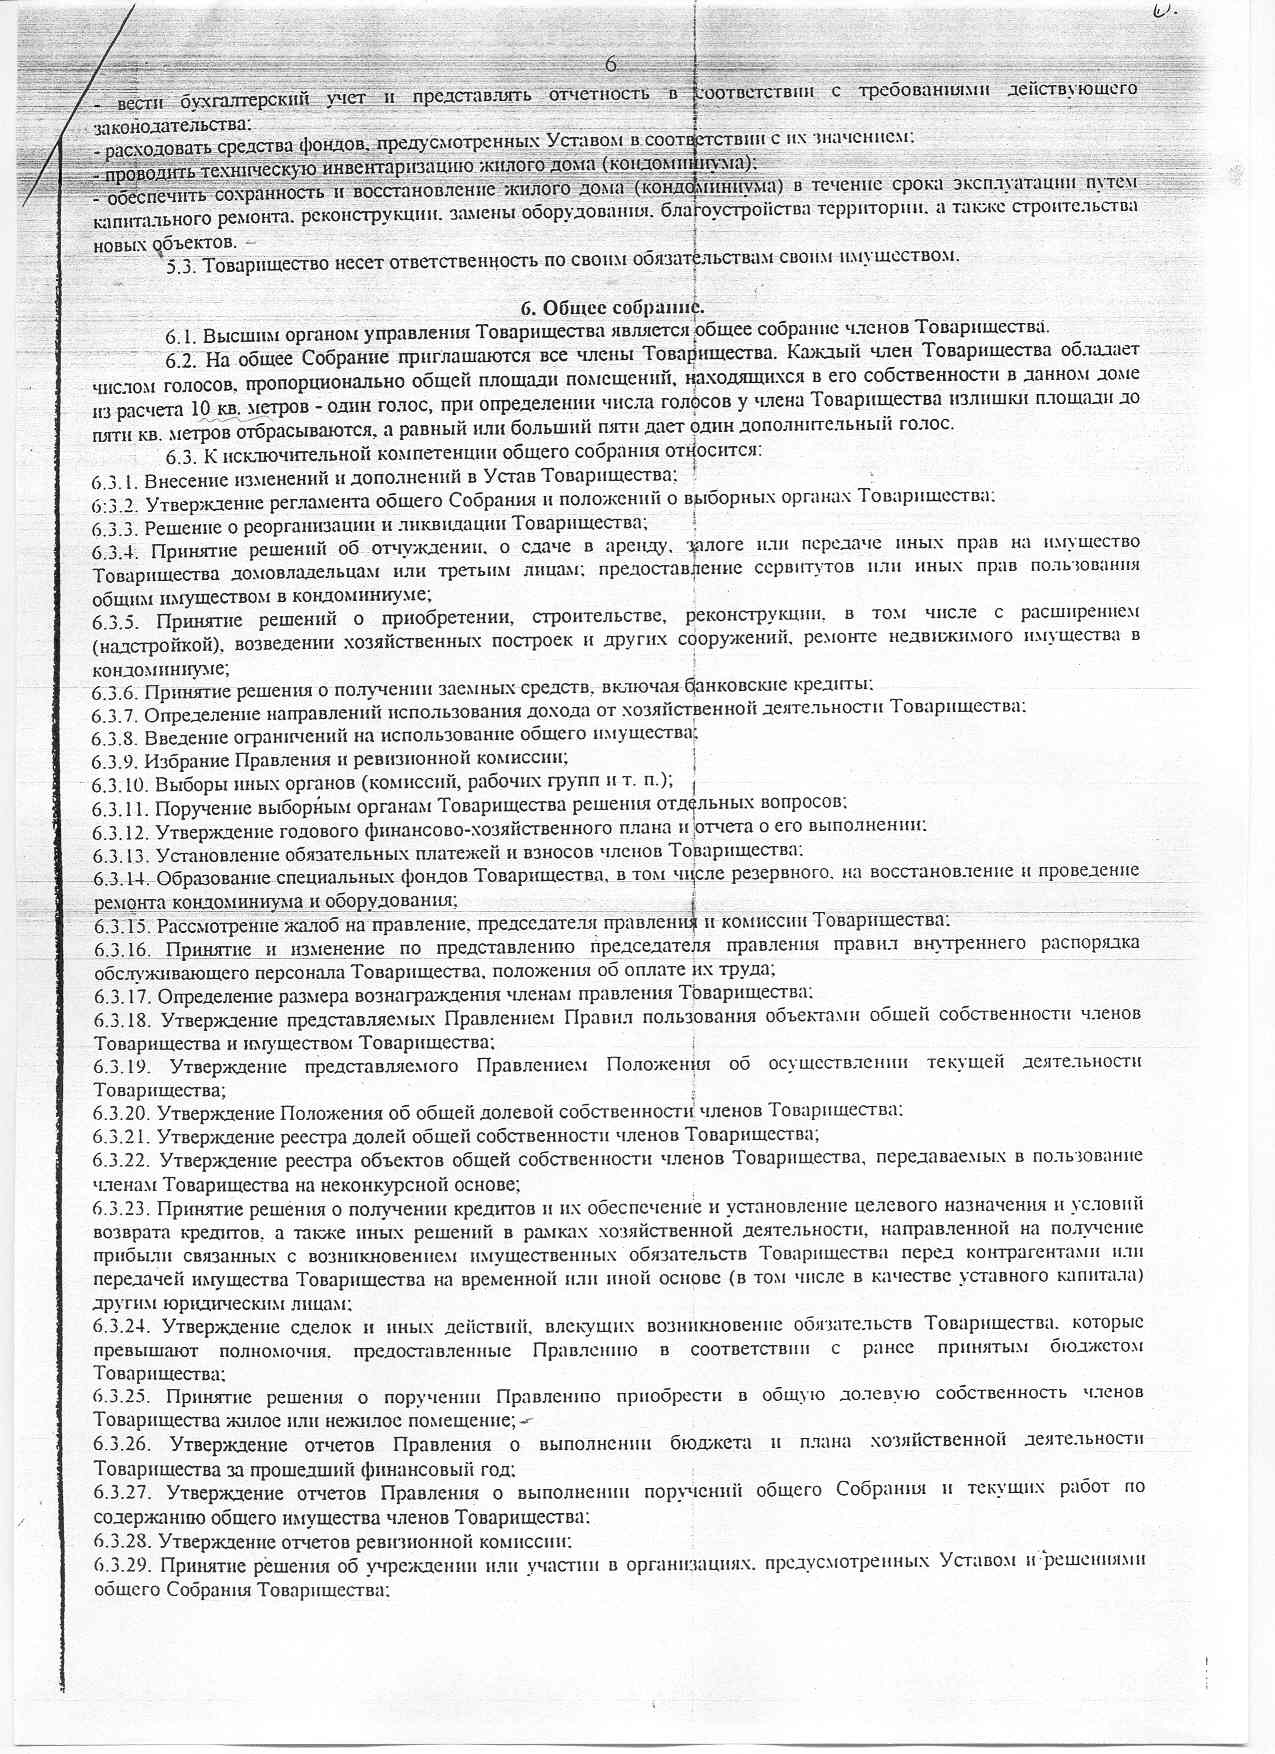 6
- вести бухгалтерский учет и представлять отчетность в соответствии с требованиями действующего
законодательства;
- расходовать средства фондов, предусмотренных Уставом в соответствии с их значением;
- проводить техническую инвентаризацию жилого дома (кондоминиума);
- обеспечить сохранность и восстановление жилого дома (кондоминиума) в течение срока эксплуатации путем
капитального ремонта, реконструкции, замены оборудования, благоустройства территории, а также строительства
новых объектов.
5.3. Товарищество несет ответственность по своим обязательствам своим имуществом.
6. Общее собрание.
6.1. Высшим органом управления Товарищества является общее собрание членов Товарищества.
6.2. На общее Собрание приглашаются все члены Товарищества. Каждый член Товарищества обладает
числом голосов, пропорционально общей площади помещений, находящихся в его собственности в данном доме
из расчета 10 кв. метров - один голос, при определении числа голосов у члена Товарищества излишки площади до
пяти кв. метров отбрасываются, а равный или больший пяти дает один дополнительный голос.
6.3. К исключительной компетенции общего собрания относится:
6.3.1. Внесение изменений и дополнений в Устав Товарищества;
6.3.2. Утверждение регламента общего Собрания и положений о выборных органах Товарищества;
6.3.3. Решение о реорганизации и ликвидации Товарищества;
6.3.4. Принятие решений об отчуждении, о сдаче в аренду, залоге или передаче иных прав на имущество
Товарищества домовладельцам или третьим лицам; предоставление сервитутов или иных прав пользования
общим имуществом в кондоминиуме;
6.3.5. Принятие решений о приобретении, строительстве, реконструкции, в том числе с расширением
(надстройкой), возведении хозяйственных построек и других сооружений, ремонте недвижимого имущества в
кондоминиуме;
6.3.6. Принятие решения о получении заемных средств, включая банковские кредиты;
6.3.7. Определение направлений использования дохода от хозяйственной деятельности Товарищества;
6.3.8. Введение ограничений на использование общего имущества;
6.3.9. Избрание Правления и ревизионной комиссии;
6.3.10. Выборы иных органов (комиссий, рабочих групп и т. п.);
6.3.11. Поручение выборным органам Товарищества решения отдельных вопросов;
6.3.12. Утверждение годового финансово-хозяйственного плана и отчета о его выполнении;
6.3.13. Установление обязательных платежей и взносов членов Товарищества;
6.3.14. Образование специальных фондов Товарищества, в том числе резервного, на восстановление и проведение
ремонта кондоминиума и оборудования;
6.3.15. Рассмотрение жалоб на правление, председателя правления и комиссии Товарищества;
6.3.16. Принятие и изменение по представлению председателя правления правил внутреннего распорядка
обслуживающего персонала Товарищества, положения об оплате их труда;
6.3.17. Определение размера вознаграждения членам правления Товарищества;
6.3.18. Утверждение представляемых Правлением Правил пользования объектами общей собственности членов
Товарищества и имуществом Товарищества;
6.3.19. Утверждение представляемого Правлением Положения об осуществлении текущей деятельности
Товарищества;
6.3.20. Утверждение Положения об общей долевой собственности членов Товарищества;
6.3.21. Утверждение реестра долей общей собственности членов Товарищества;
6.3.22. Утверждение реестра объектов общей собственности членов Товарищества, передаваемых в пользование
членам Товарищества на неконкурсной основе;
6.3.23. Принятие решения о получении кредитов и их обеспечение и установление целевого назначения и условий
возврата кредитов, а также иных решений в рамках хозяйственной деятельности, направленной на получение
прибыли связанных с возникновением имущественных обязательств Товарищества перед контрагентами или
передачей имущества Товарищества на временной или иной основе (в том числе в качестве уставного капитала)
другим юридическим лицам;
6.3.24. Утверждение сделок и иных действий, влекущих возникновение обязательств Товарищества, которые
превышают полномочия, предоставленные Правлению в соответствии с ранее принятым бюджетом
Товарищества;
6.3.25. Принятие решения о поручении Правлению приобрести в общую долевую собственность членов
Товарищества жилое или нежилое помещение;
6.3.26. Утверждение отчетов Правления о выполнении бюджета и плана хозяйственной деятельности
Товарищества за прошедший финансовый год;
6.3.27. Утверждение отчетов Правления о выполнении поручений общего Собрания и текущих работ по
содержанию общего имущества членов Товарищества;
6.3.28. Утверждение отчетов ревизионной комиссии;
6.3.29. Принятие решения об учреждении или участии в организациях, предусмотренных Уставом и решениями
общего Собрания Товарищества;